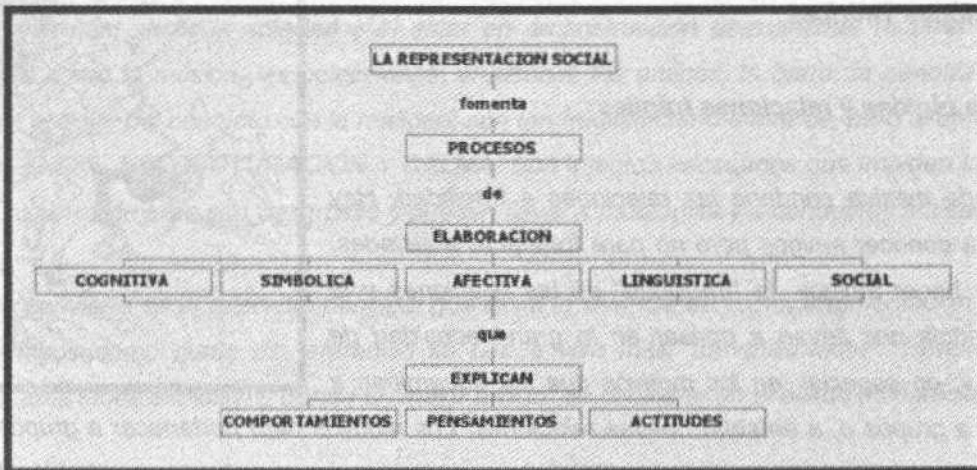 LA REPRESENTACION SOCIAL
fomenta
PROCESOS
de
ELABORACION
COGNITIVA SIMBOLICA AFECTIVA LINGUISTICA SOCIAL
que
EXPLICAN
COMPORTAMIENTOS PENSAMIENTOS ACTITUDES